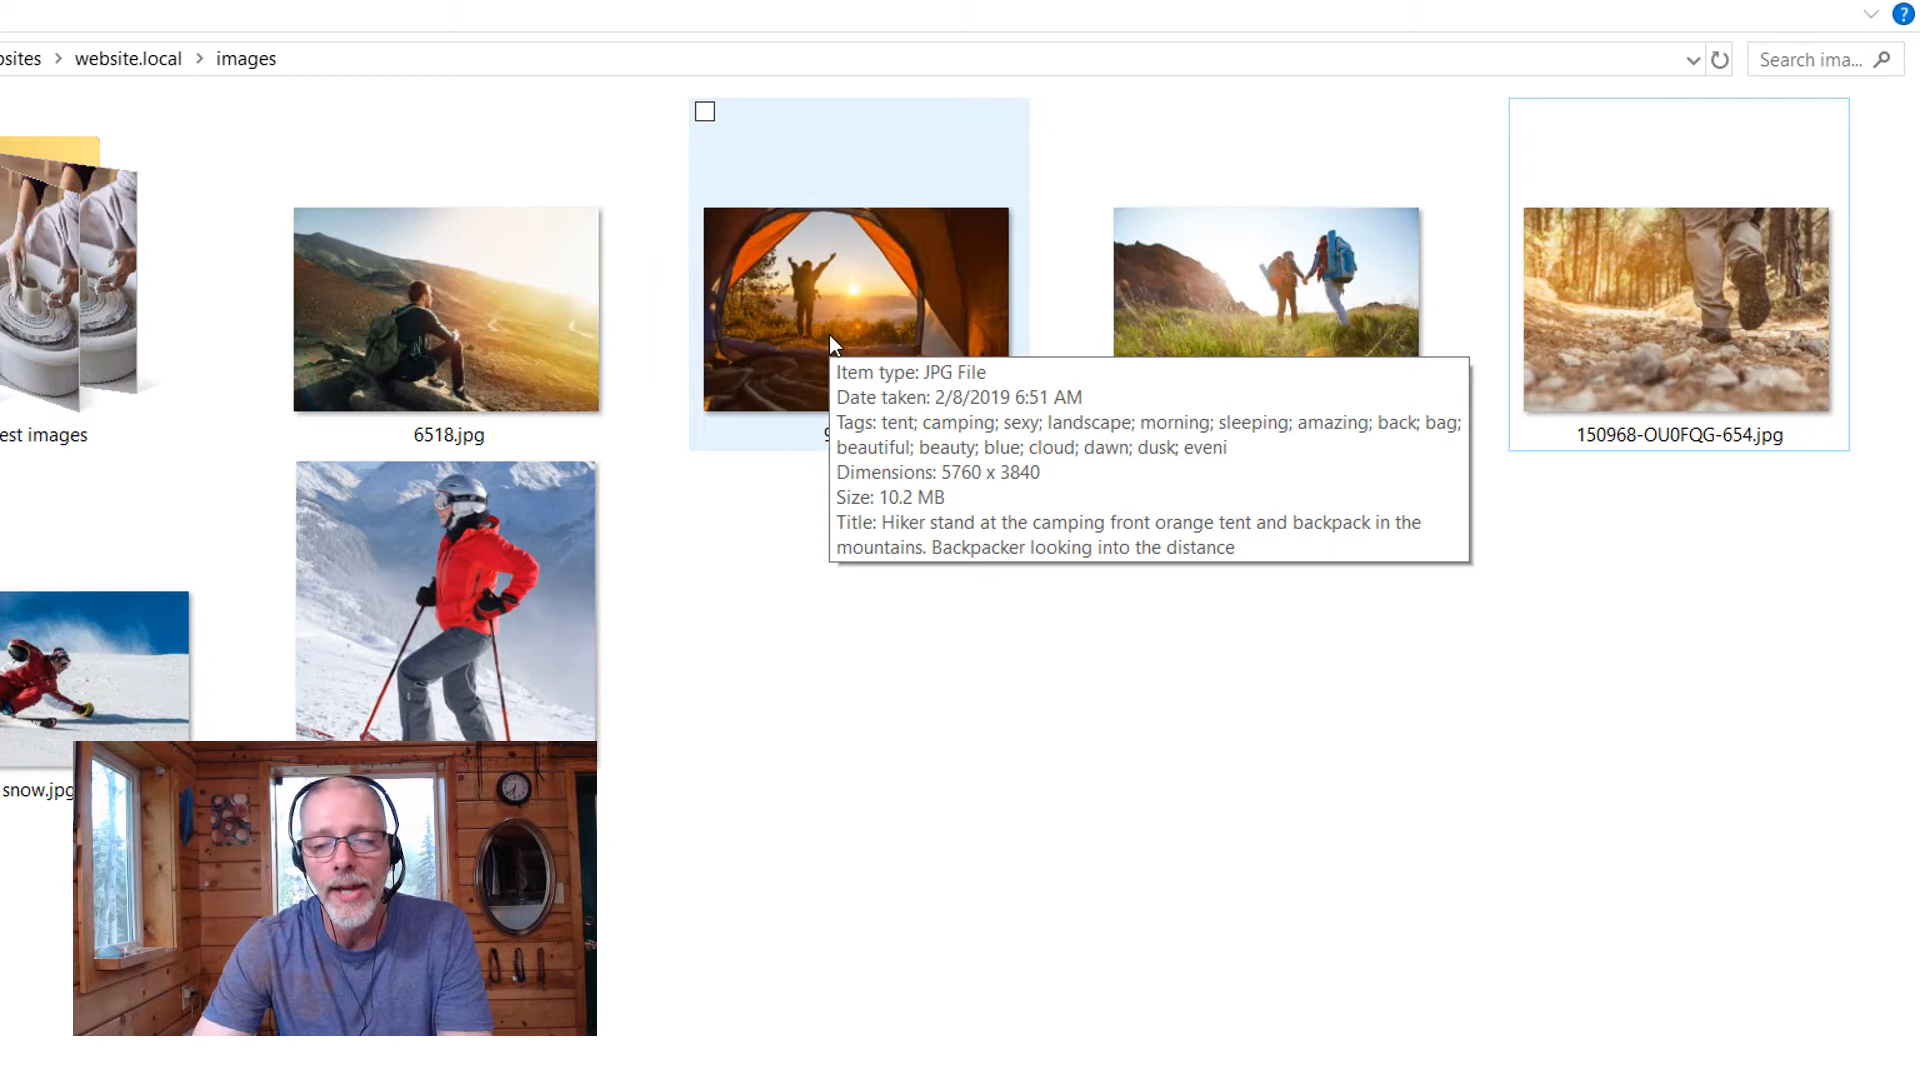 sites > website.local > images
Search ima...
est images
6518.jpg
150968-OU0FQG-654.jpg
Item type: JPG File
Date taken: 2/8/2019 6:51 AM
Tags: tent; camping; sexy; landscape; morning; sleeping; amazing; back; bag;
beautiful; beauty; blue; cloud; dawn; dusk; eveni
Dimensions: 5760 x 3840
Size: 10.2 MB
Title: Hiker stand at the camping front orange tent and backpack in the
mountains. Backpacker looking into the distance
snow.jpg